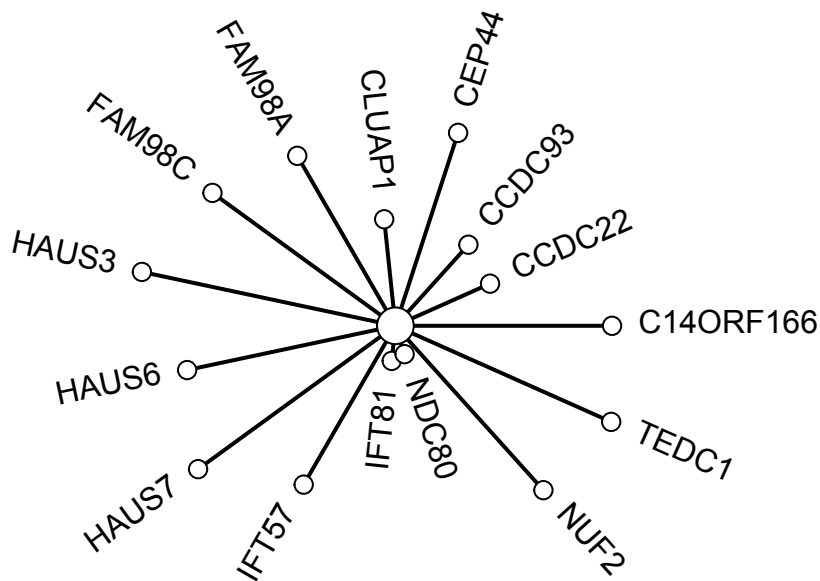 CEP44
FAM98A
CLUAP1
FAM98C
CCDC93
CCDC22
HAUS3
C14ORF166
HAUS6
IFT81
NDC80
TEDC1
HAUS7
IFT57
NUF2